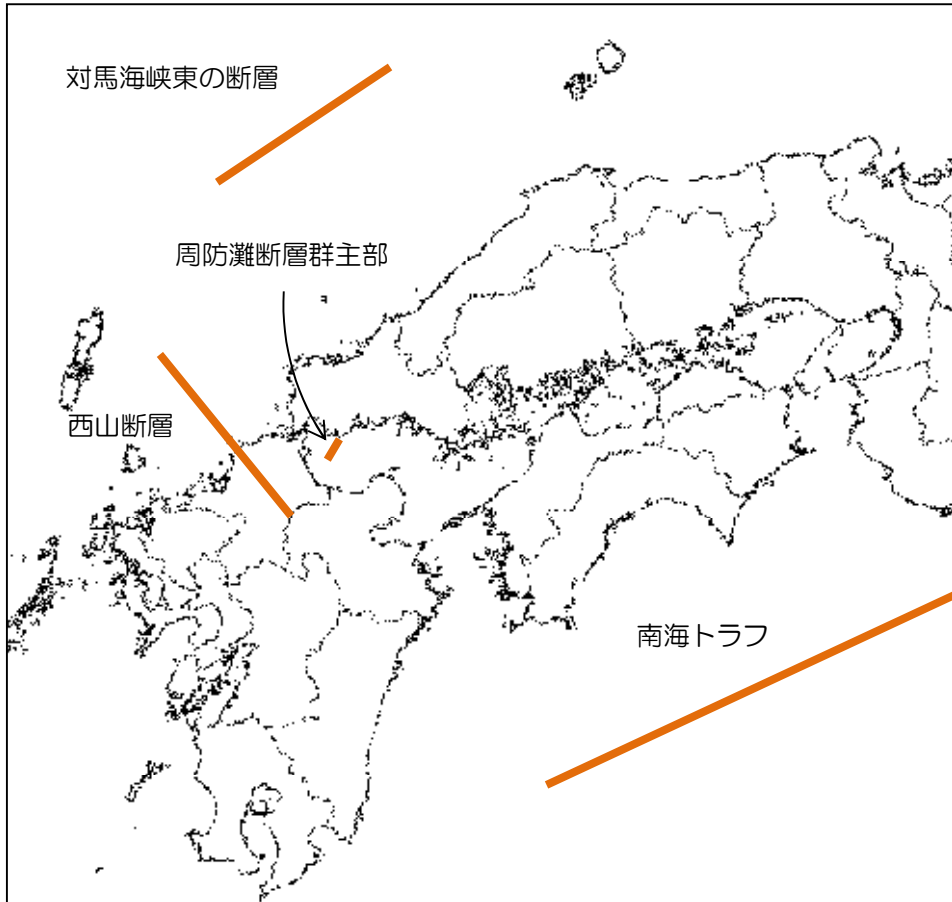 対馬海峡東の断層
周防灘断層群主部
西山断層
南海トラフ